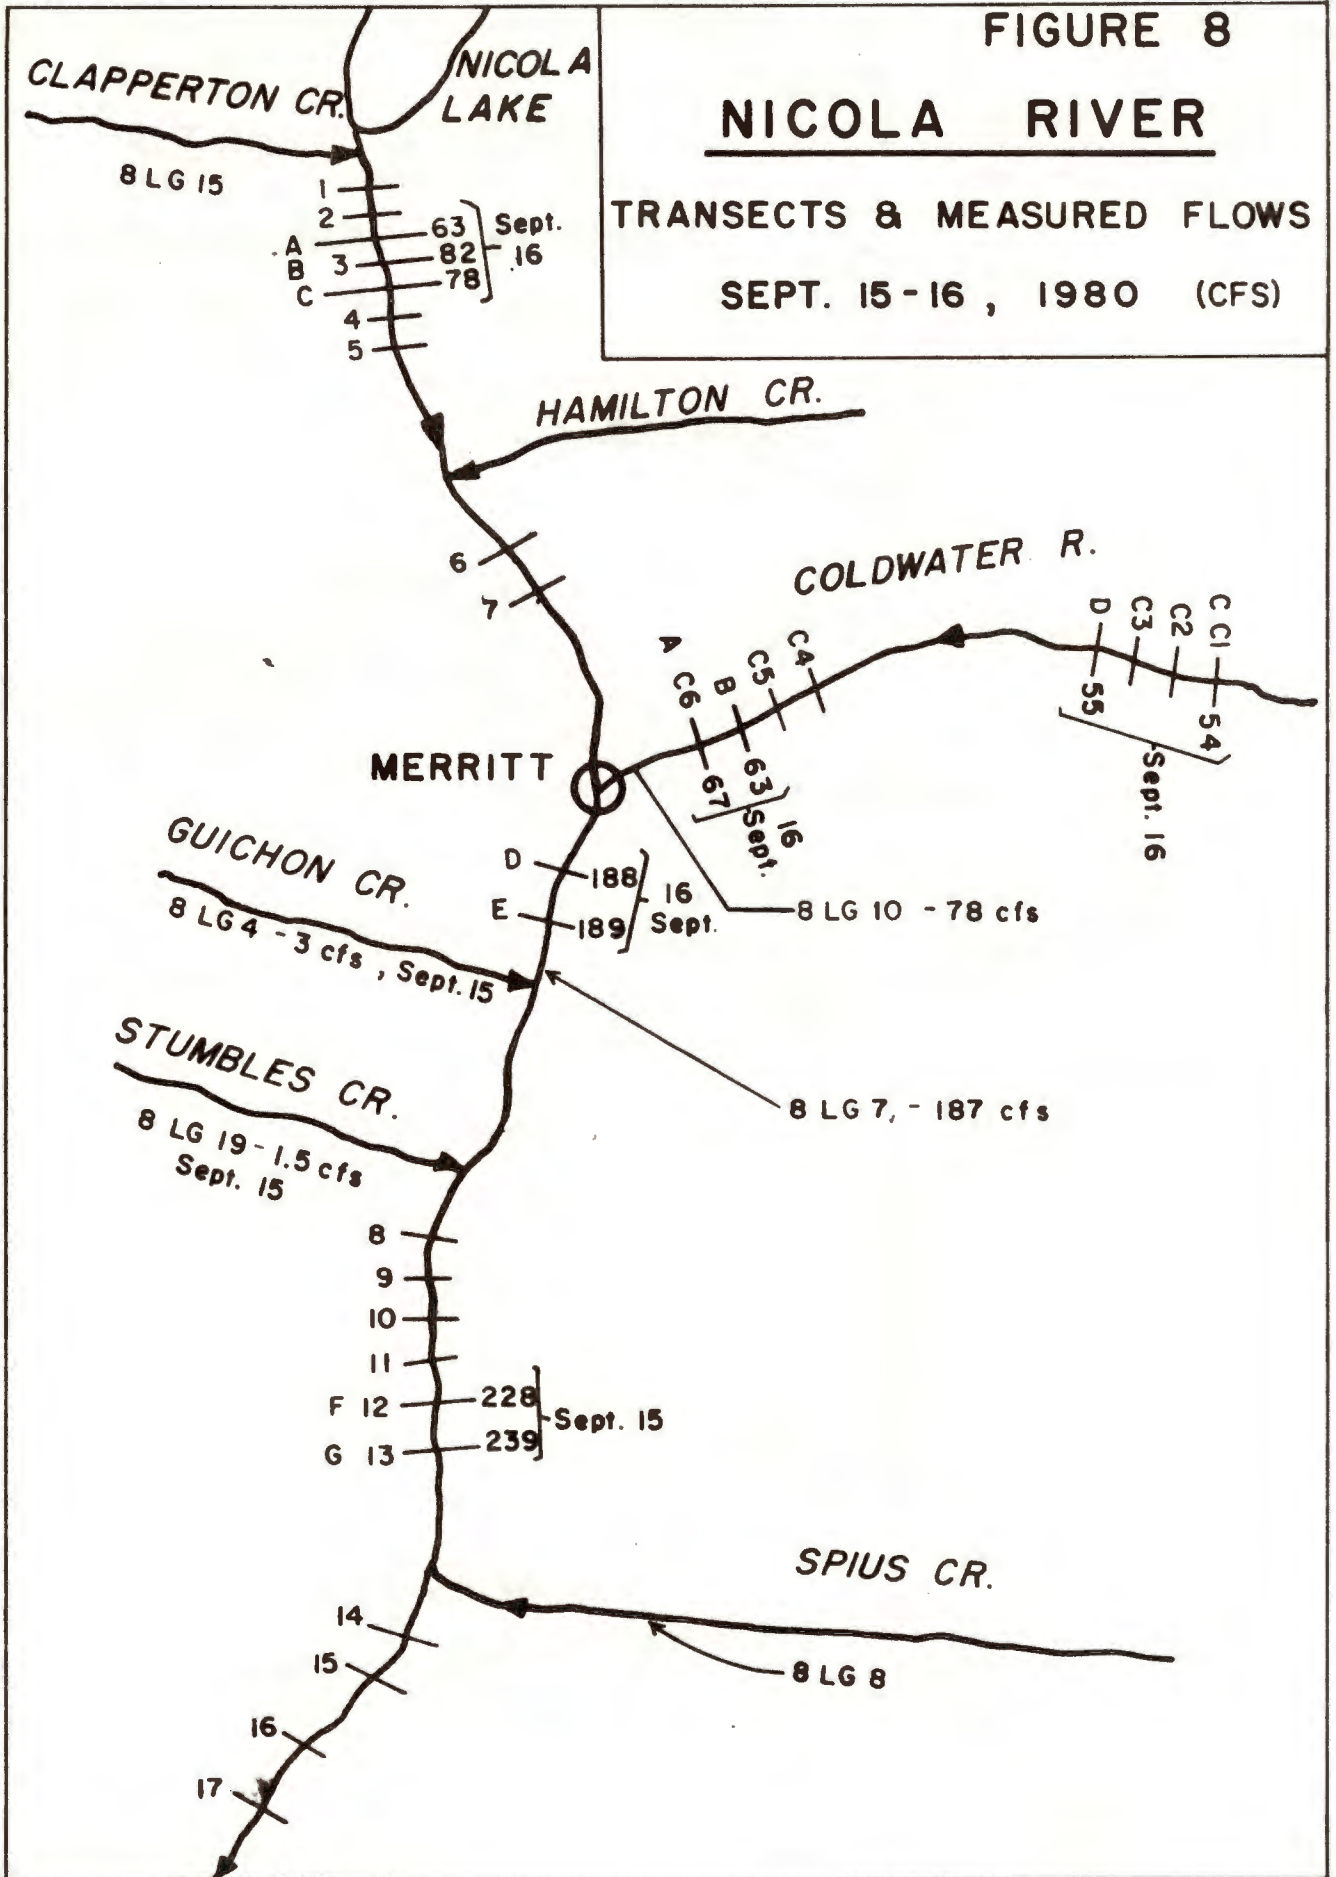 FIGURE 8
NICOLA RIVER
TRANSECTS & MEASURED FLOWS
SEPT. 15-16, 1980 (CFS)
NICOLA
LAKE
CLAPPERTON CR.
8 LG 15
1
2
A 63
B 3 82
C 78
Sept.
16
4
5
HAMILTON CR.
6
7
COLDWATER R.
C C1 54
C2
C3
D 55
Sept. 16
C4
C5
B 63
A C6 67
16
Sept.
MERRITT
8 LG 10 - 78 cfs
D 188
E 189
16
Sept.
GUICHON CR.
8 LG 4 - 3 cfs, Sept. 15
8 LG 7, - 187 cfs
STUMBLES CR.
8 LG 19 - 1.5 cfs
Sept. 15
8
9
10
11
F 12 228
G 13 239
Sept. 15
SPIUS CR.
8 LG 8
14
15
16
17